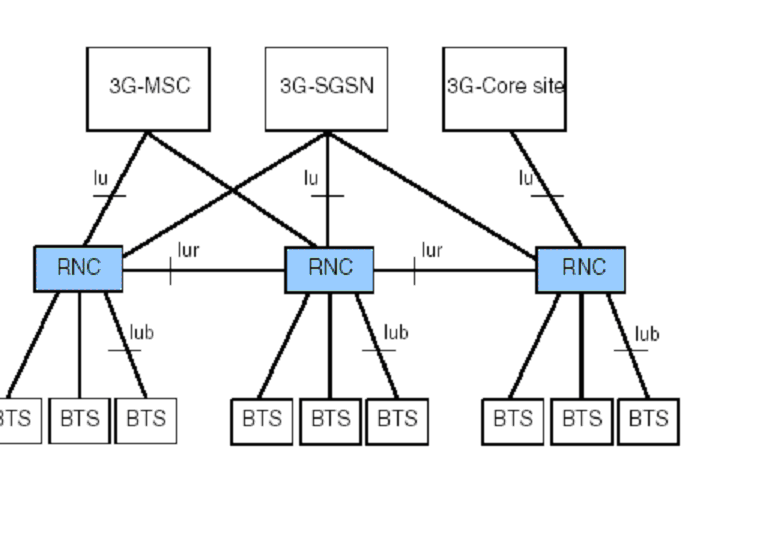 3G-MSC
3G-SGSN
3G-Core site
Iu
Iu
Iu
Iur
Iur
RNC
RNC
RNC
Iub
Iub
Iub
BTS
BTS
BTS
BTS
BTS
BTS
BTS
BTS
BTS